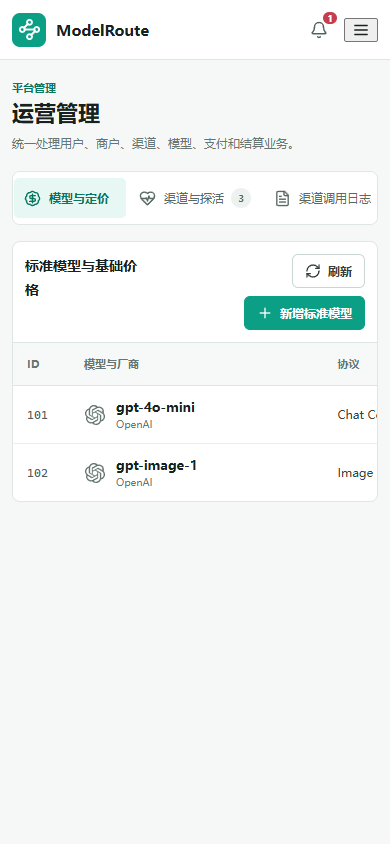 ModelRoute
1
平台管理
运营管理
统一处理用户、商户、渠道、模型、支付和结算业务。
模型与定价
渠道与探活 3
渠道调用日志
标准模型与基础价
格
刷新
新增标准模型
ID 模型与厂商 协议
101 gpt-4o-mini Chat
OpenAI
102 gpt-image-1 Image
OpenAI